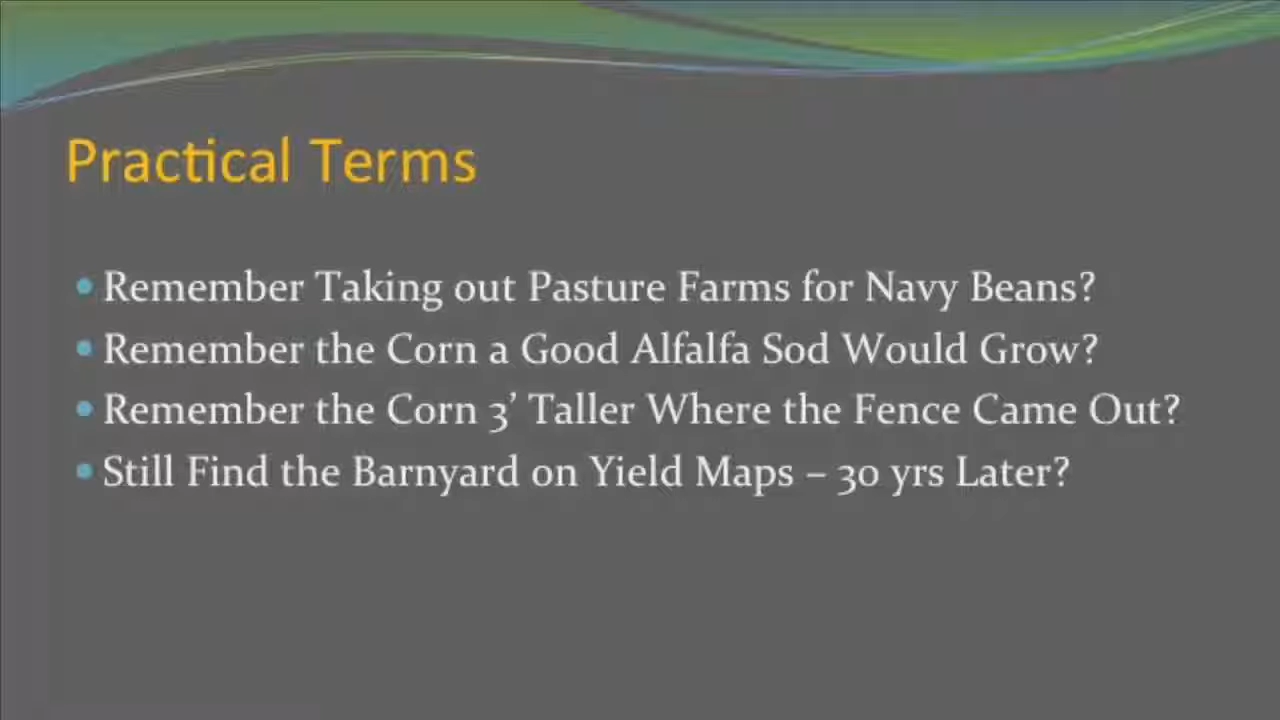 Practical Terms
Remember Taking out Pasture Farms for Navy Beans?
Remember the Corn a Good Alfalfa Sod Would Grow?
Remember the Corn 3’ Taller Where the Fence Came Out?
Still Find the Barnyard on Yield Maps – 30 yrs Later?